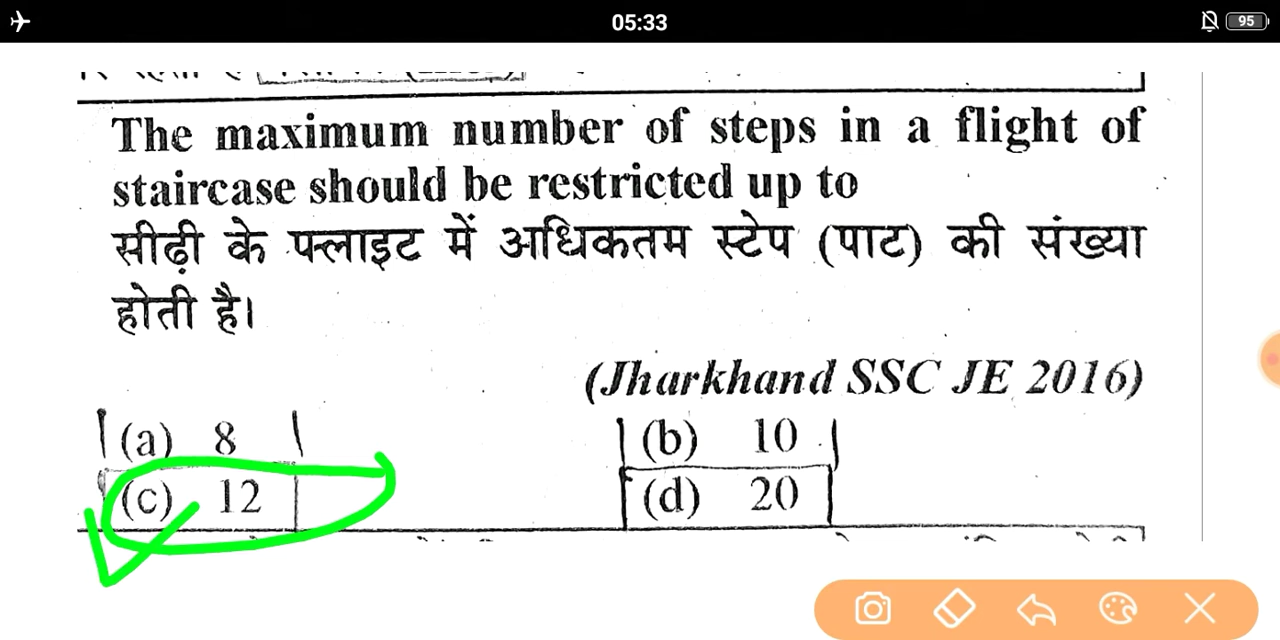 05:33
95
The maximum number of steps in a flight of
staircase should be restricted up to
सीढ़ी के फ्लाइट में अधिकतम स्टेप (पाट) की संख्या
होती है।
(Jharkhand SSC JE 2016)
(a) 8 (b) 10
(c) 12 (d) 20